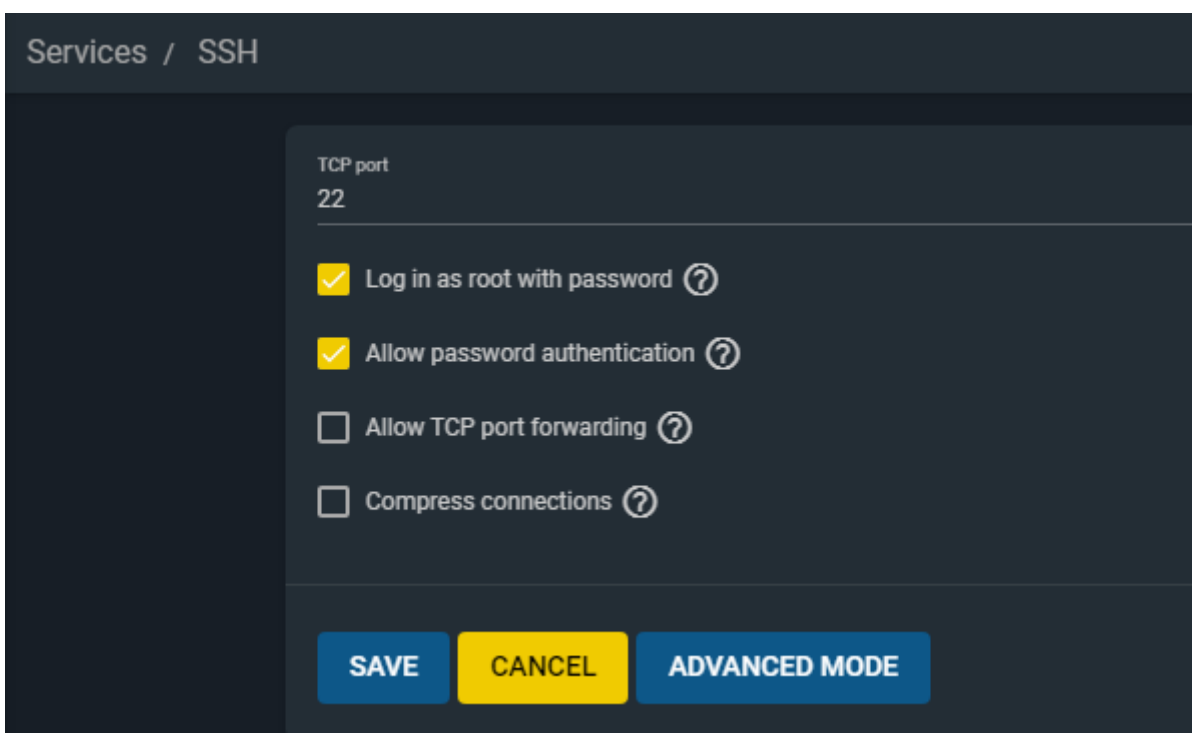 Services / SSH
TCP port
22
Log in as root with password
Allow password authentication
Allow TCP port forwarding
Compress connections
SAVE CANCEL ADVANCED MODE